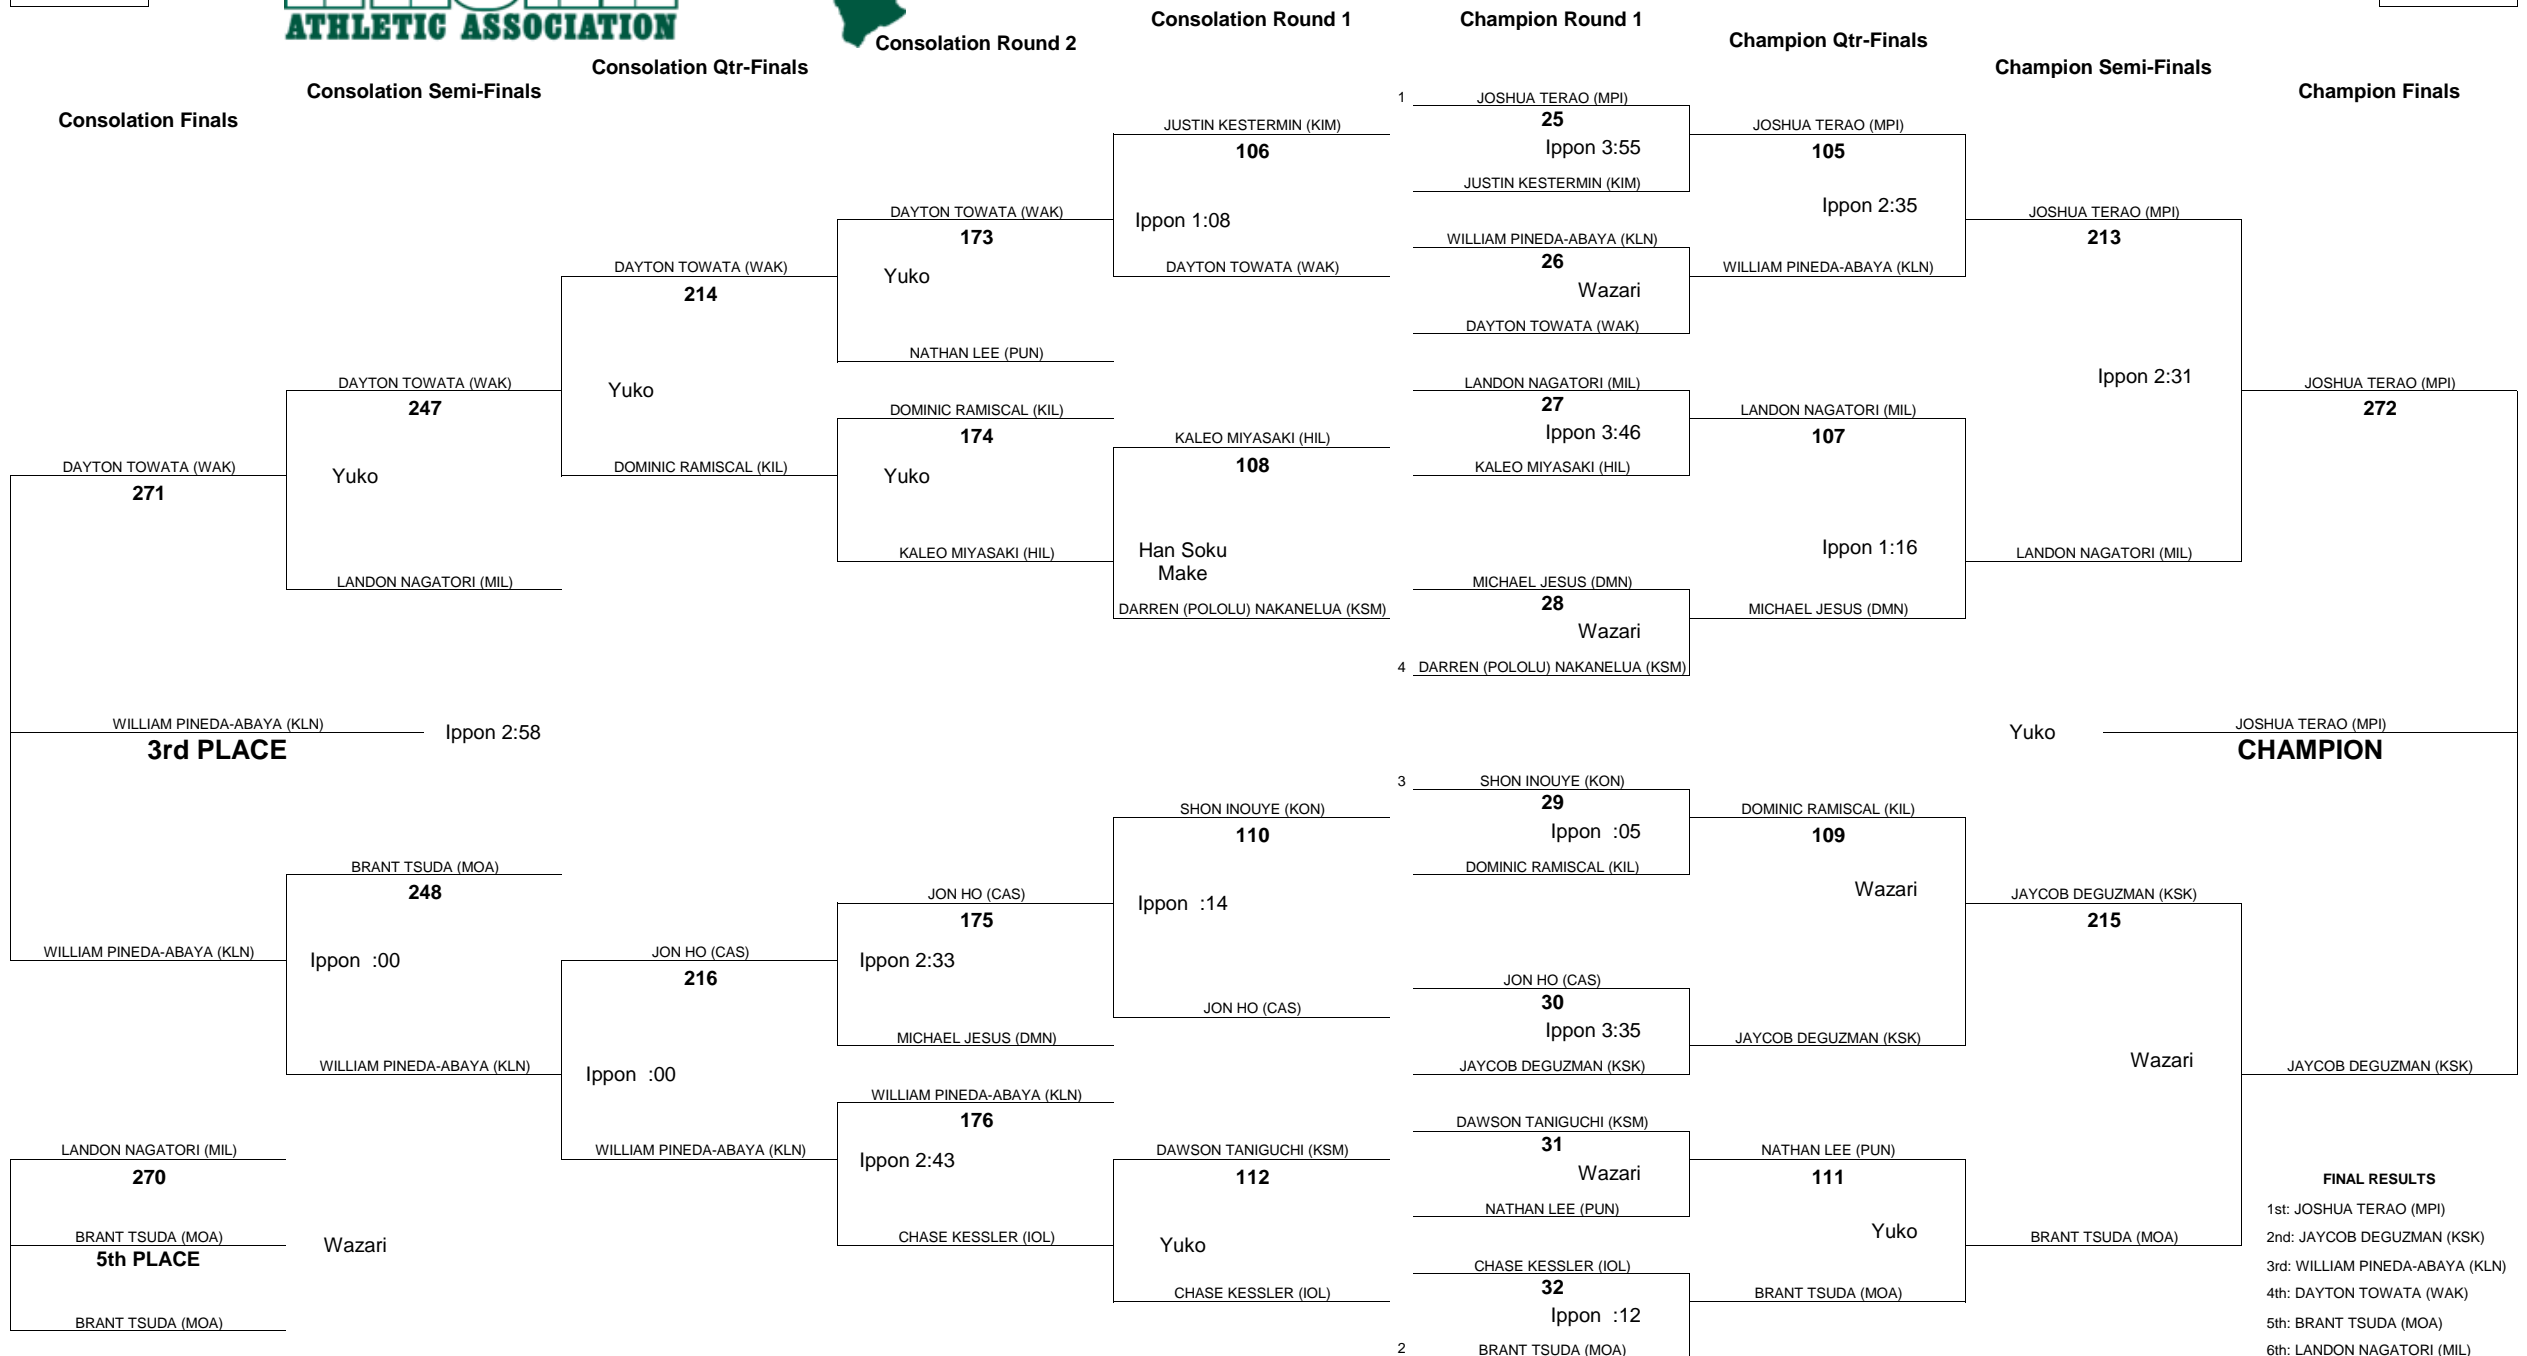 ATHLETIC ASSOCIATION
Consolation Round 1
Champion Round 1
Consolation Round 2
Champion Qtr-Finals
Consolation Qtr-Finals
Champion Semi-Finals
Consolation Semi-Finals
Champion Finals
Consolation Finals
DAYTON TOWATA (WAK)
271
WILLIAM PINEDA-ABAYA (KLN)
3rd PLACE
Ippon 2:58
WILLIAM PINEDA-ABAYA (KLN)
LANDON NAGATORI (MIL)
270
BRANT TSUDA (MOA)
5th PLACE
Wazari
BRANT TSUDA (MOA)
DAYTON TOWATA (WAK)
247
Yuko
LANDON NAGATORI (MIL)
BRANT TSUDA (MOA)
248
Ippon :00
WILLIAM PINEDA-ABAYA (KLN)
DAYTON TOWATA (WAK)
214
Yuko
DOMINIC RAMISCAL (KIL)
JON HO (CAS)
216
Ippon :00
WILLIAM PINEDA-ABAYA (KLN)
DAYTON TOWATA (WAK)
173
Yuko
NATHAN LEE (PUN)
DOMINIC RAMISCAL (KIL)
174
Yuko
KALEO MIYASAKI (HIL)
JON HO (CAS)
175
Ippon 2:33
MICHAEL JESUS (DMN)
WILLIAM PINEDA-ABAYA (KLN)
176
Ippon 2:43
CHASE KESSLER (IOL)
JUSTIN KESTERMIN (KIM)
106
Ippon 1:08
DAYTON TOWATA (WAK)
KALEO MIYASAKI (HIL)
108
Han Soku
Make
DARREN (POLOLU) NAKANELUA (KSM)
SHON INOUYE (KON)
110
Ippon :14
JON HO (CAS)
DAWSON TANIGUCHI (KSM)
112
Yuko
CHASE KESSLER (IOL)
1 JOSHUA TERAO (MPI)
25
Ippon 3:55
JUSTIN KESTERMIN (KIM)
WILLIAM PINEDA-ABAYA (KLN)
26
Wazari
DAYTON TOWATA (WAK)
LANDON NAGATORI (MIL)
27
Ippon 3:46
KALEO MIYASAKI (HIL)
MICHAEL JESUS (DMN)
28
Wazari
4 DARREN (POLOLU) NAKANELUA (KSM)
3 SHON INOUYE (KON)
29
Ippon :05
DOMINIC RAMISCAL (KIL)
JON HO (CAS)
30
Ippon 3:35
JAYCOB DEGUZMAN (KSK)
DAWSON TANIGUCHI (KSM)
31
Wazari
NATHAN LEE (PUN)
CHASE KESSLER (IOL)
32
Ippon :12
2 BRANT TSUDA (MOA)
JOSHUA TERAO (MPI)
105
Ippon 2:35
WILLIAM PINEDA-ABAYA (KLN)
LANDON NAGATORI (MIL)
107
Ippon 1:16
MICHAEL JESUS (DMN)
DOMINIC RAMISCAL (KIL)
109
Wazari
JAYCOB DEGUZMAN (KSK)
NATHAN LEE (PUN)
111
Yuko
BRANT TSUDA (MOA)
JOSHUA TERAO (MPI)
213
Ippon 2:31
LANDON NAGATORI (MIL)
JAYCOB DEGUZMAN (KSK)
215
Wazari
BRANT TSUDA (MOA)
JOSHUA TERAO (MPI)
272
Yuko
JOSHUA TERAO (MPI)
CHAMPION
JAYCOB DEGUZMAN (KSK)
FINAL RESULTS
1st: JOSHUA TERAO (MPI)
2nd: JAYCOB DEGUZMAN (KSK)
3rd: WILLIAM PINEDA-ABAYA (KLN)
4th: DAYTON TOWATA (WAK)
5th: BRANT TSUDA (MOA)
6th: LANDON NAGATORI (MIL)